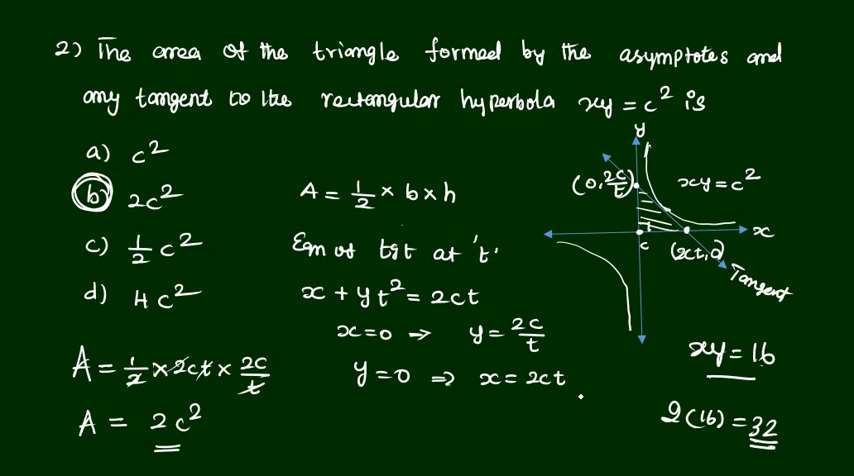 2) The area of the triangle formed by the asymptotes and
any tangent to the rectangular hyperbola xy = c² is
a) c²
b) 2c²
c) 1/2 c²
d) 4c²
A = 1/2 × b × h
Eqn of tgt at 't'
x + yt² = 2ct
x=0 ⇒ y = 2c/t
y=0 ⇒ x = 2ct
A = 1/2 × 2ct × 2c/t
A = 2c²
y
(0, 2c/t)
xy = c²
x
c
(2ct, 0)
Tangent
xy = 16
2(16) = 32